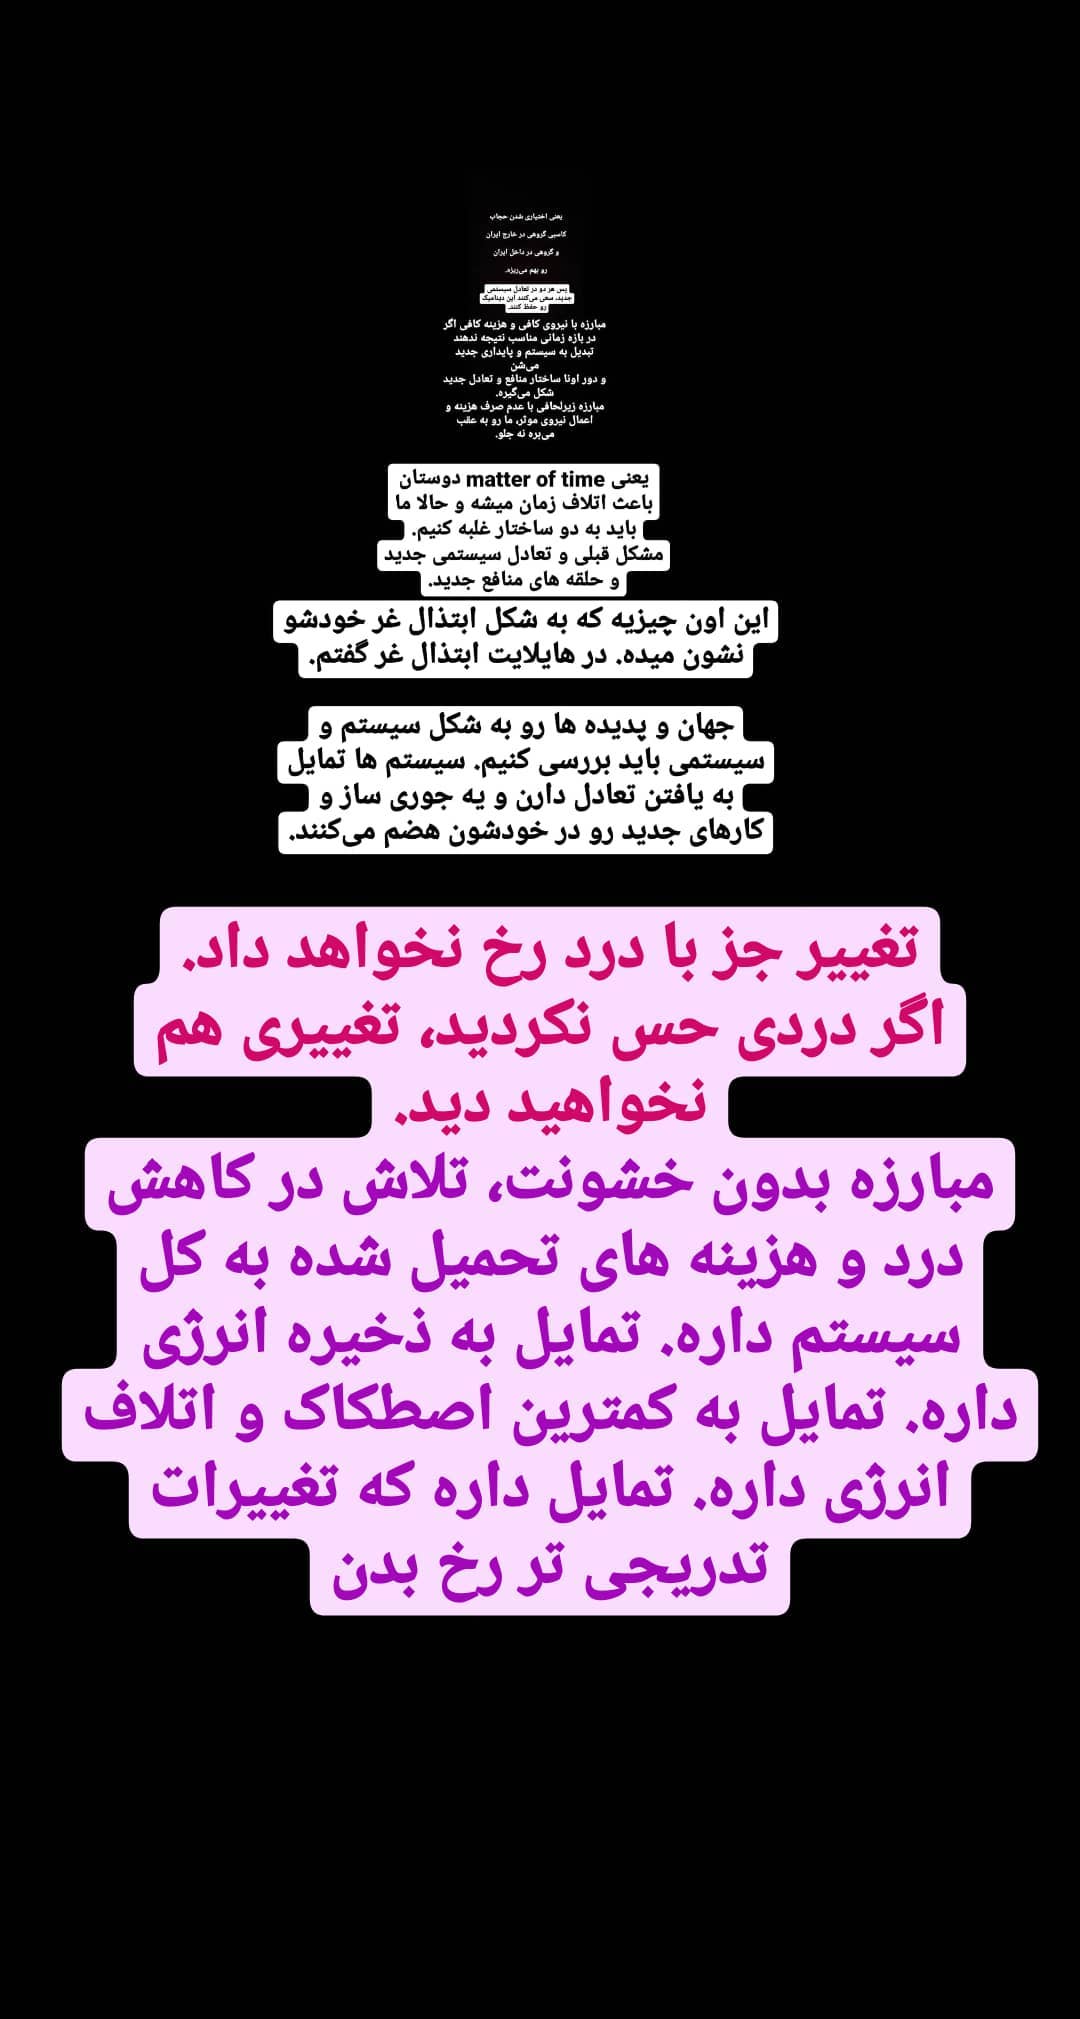 یعنی اختیاری شدن حجاب
کاسبی گروهی در خارج ایران
و گروهی در داخل ایران
رو بهم می‌ریزه.
پس هر دو در تعادل سیستمی
جدید، سعی می‌کنند این دینامیک
رو حفظ کنند.
مبارزه با نیروی کافی و هزینه کافی اگر
در بازه زمانی مناسب نتیجه ندهند
تبدیل به سیستم و پایداری جدید
می‌شن
و دور اونا ساختار منافع و تعادل جدید
شکل می‌گیره.
مبارزه زیرلحافی با عدم صرف هزینه و
اعمال نیروی موثر، ما رو به عقب
می‌بره نه جلو.
یعنی matter of time دوستان
باعث اتلاف زمان میشه و حالا ما
باید به دو ساختار غلبه کنیم.
مشکل قبلی و تعادل سیستمی جدید
و حلقه های منافع جدید.
این اون چیزیه که به شکل ابتذال غر خودشو
نشون میده. در هایلایت ابتذال غر گفتم.
جهان و پدیده ها رو به شکل سیستم و
سیستمی باید بررسی کنیم. سیستم ها تمایل
به یافتن تعادل دارن و یه جوری ساز و
کارهای جدید رو در خودشون هضم می‌کنند.
تغییر جز با درد رخ نخواهد داد.
اگر دردی حس نکردید، تغییری هم
نخواهید دید.
مبارزه بدون خشونت، تلاش در کاهش
درد و هزینه های تحمیل شده به کل
سیستم داره. تمایل به ذخیره انرژی
داره. تمایل به کمترین اصطکاک و اتلاف
انرژی داره. تمایل داره که تغییرات
تدریجی تر رخ بدن